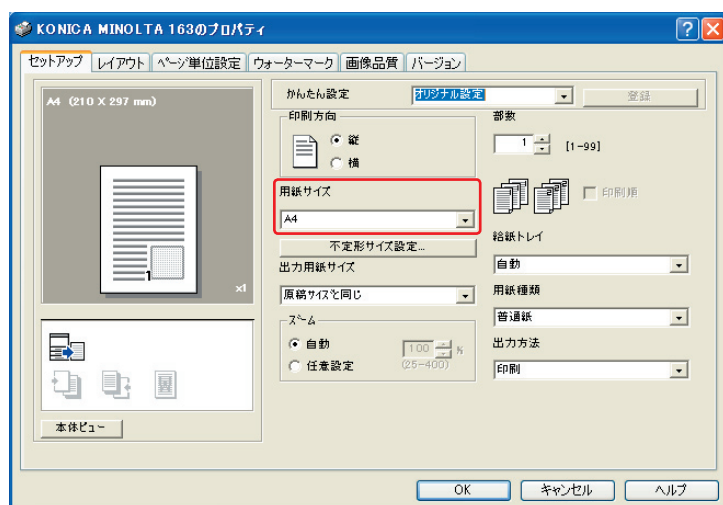 KONICA MINOLTA 163のプロパティ
セットアップ レイアウト ページ単位設定 ウォーターマーク 画像品質 バージョン
A4 (210 X 297 mm)
1
x1
本体ビュー
かんたん設定 オリジナル設定 登録
印刷方向
縦
横
用紙サイズ
A4
不定形サイズ設定...
出力用紙サイズ
原稿サイズと同じ
ズーム
自動
任意設定
100 %
(25-400)
部数
1 [1-99]
印刷順
給紙トレイ
自動
用紙種類
普通紙
出力方法
印刷
OK キャンセル ヘルプ